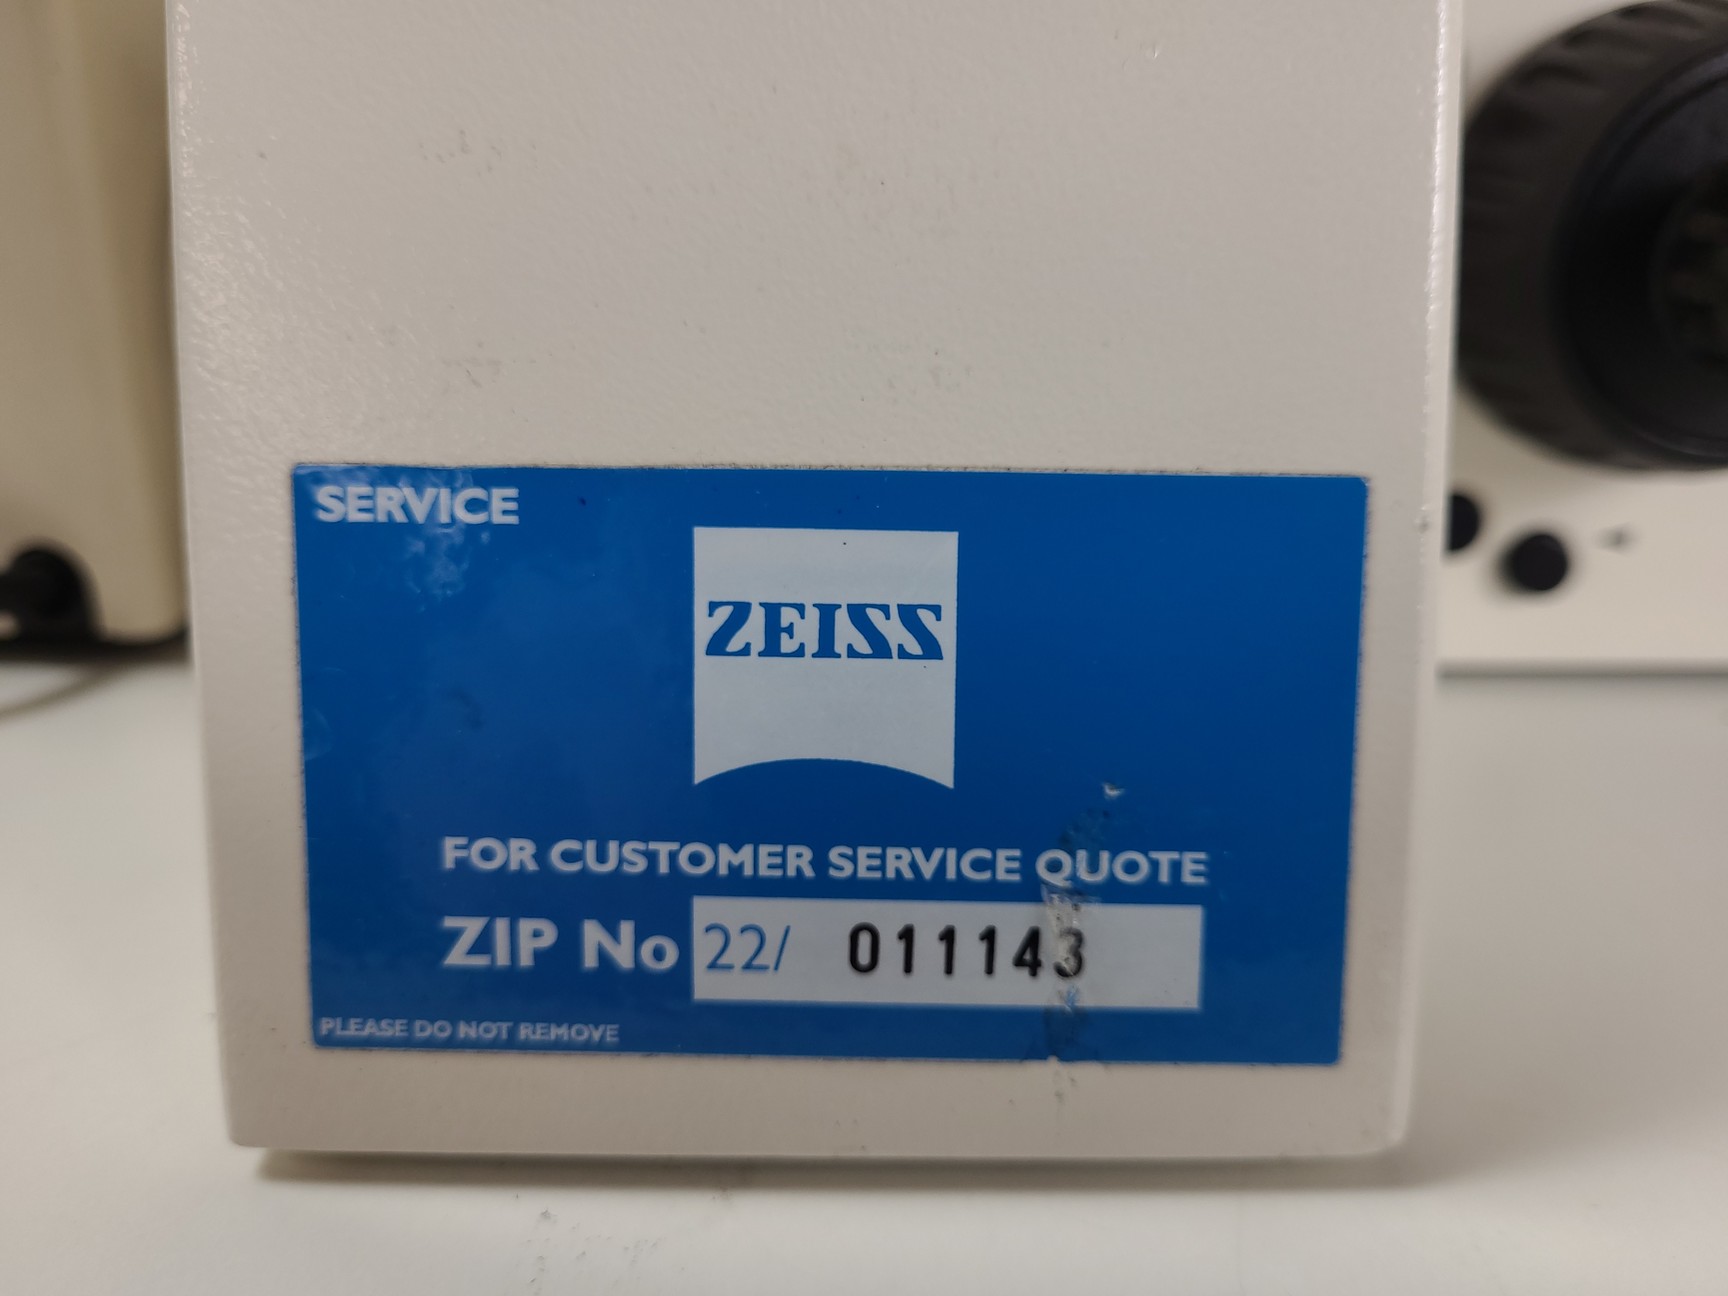 SERVICE
ZEISS
FOR CUSTOMER SERVICE QUOTE
ZIP No 22/ 011143
PLEASE DO NOT REMOVE